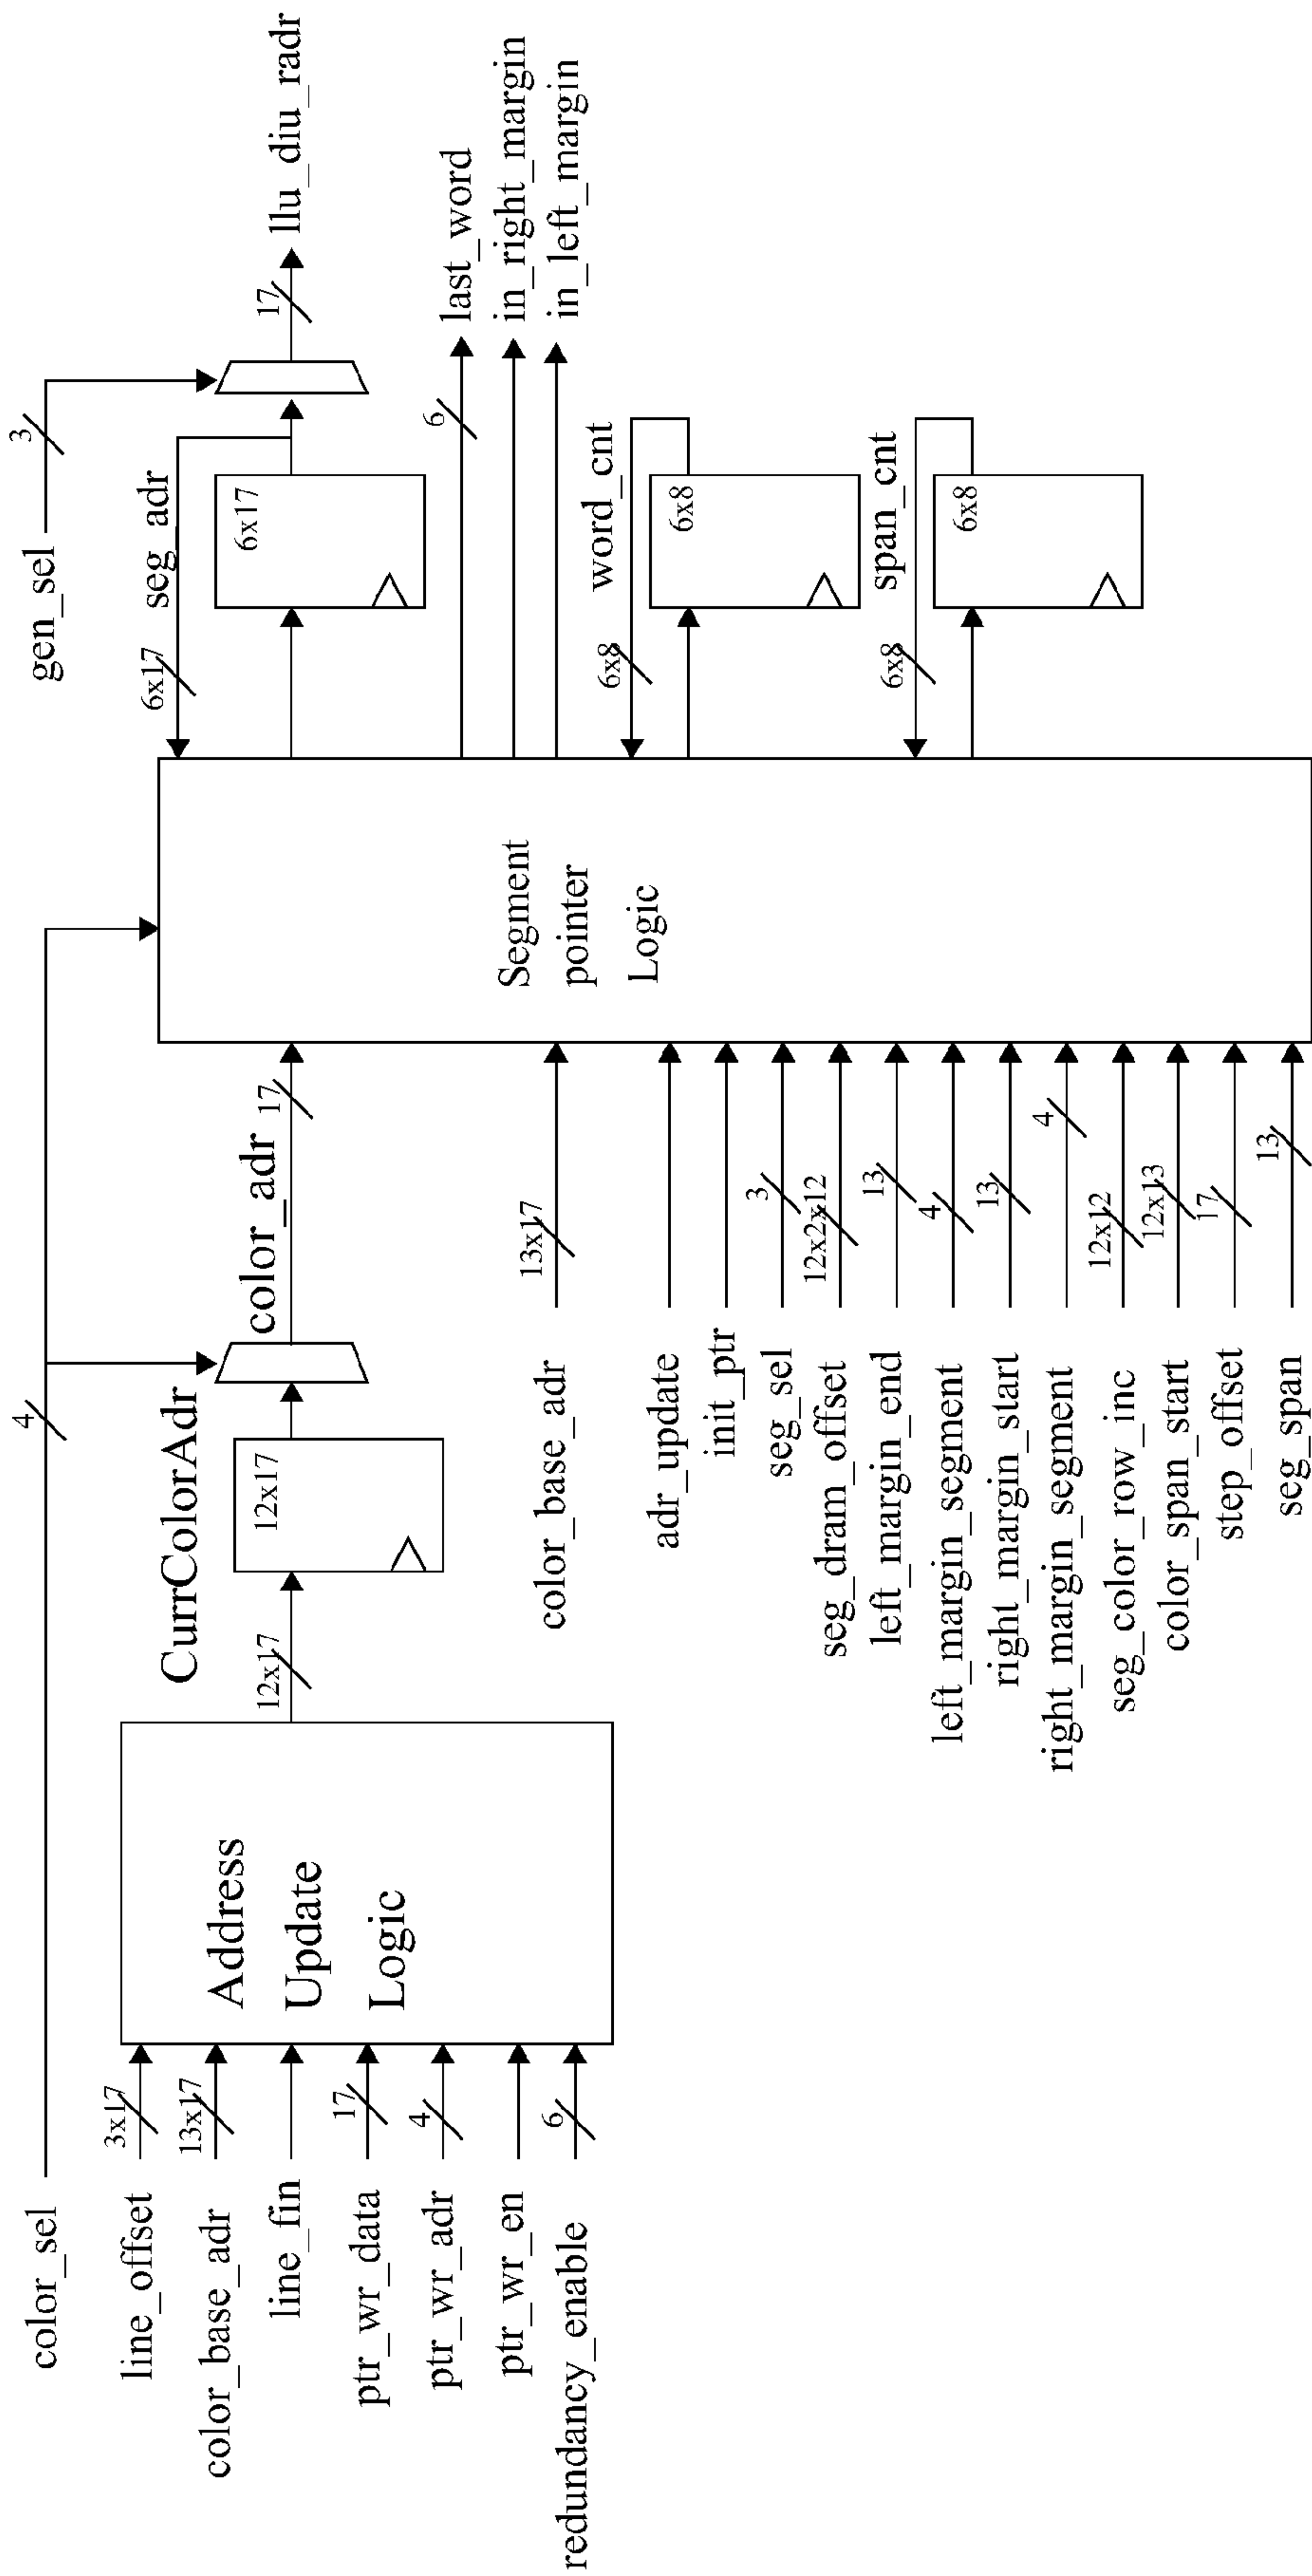 color_sel
4
line_offset
3x17
color_base_adr
13x17
line_fin
ptr_wr_data
17
ptr_wr_adr
4
ptr_wr_en
redundancy_enable
6
Address
Update
Logic
12x17
CurrColorAdr
12x17
color_adr
17
color_base_adr
13x17
adr_update
init_ptr
seg_sel
3
seg_dram_offset
12x2x12
left_margin_end
13
left_margin_segment
4
right_margin_start
13
right_margin_segment
4
seg_color_row_inc
12x12
color_span_start
12x13
step_offset
17
seg_span
13
Segment
pointer
Logic
gen_sel
3
6x17
seg_adr
6x17
17
llu_diu_radr
6
last_word
in_right_margin
in_left_margin
word_cnt
6x8
6x8
span_cnt
6x8
6x8